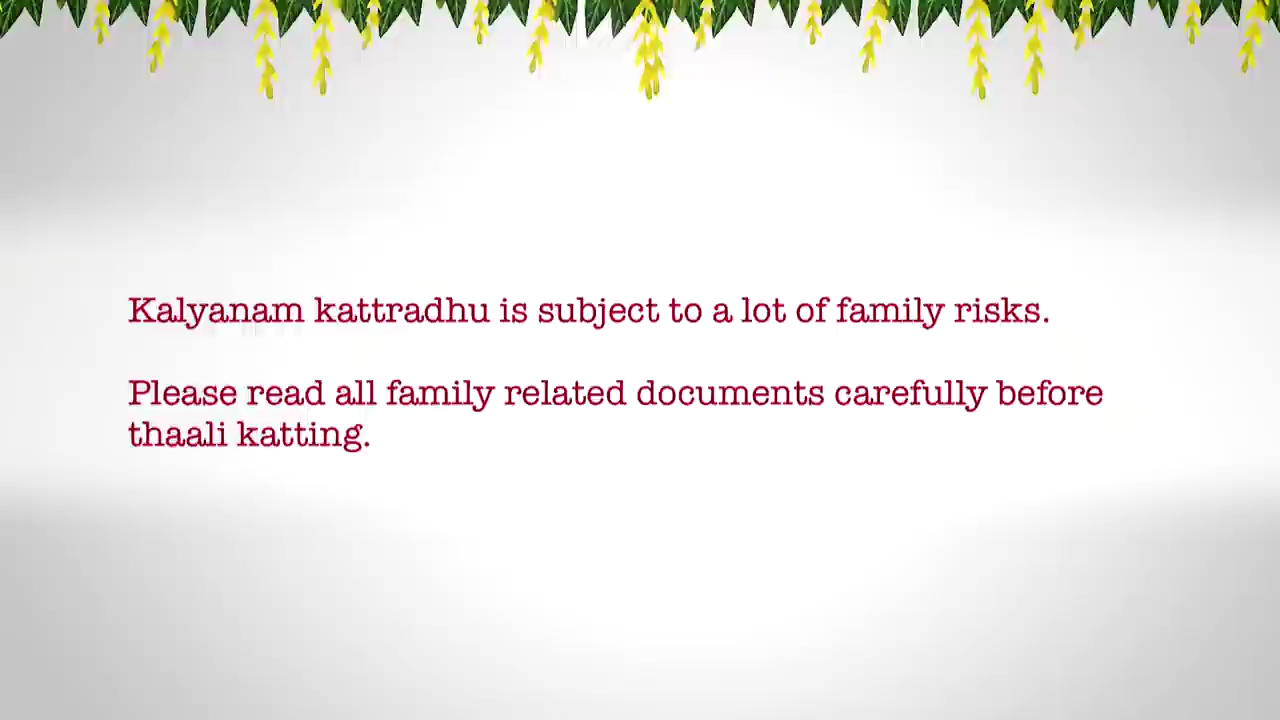 Kalyanam kattradhu is subject to a lot of family risks.
Please read all family related documents carefully before
thaali katting.